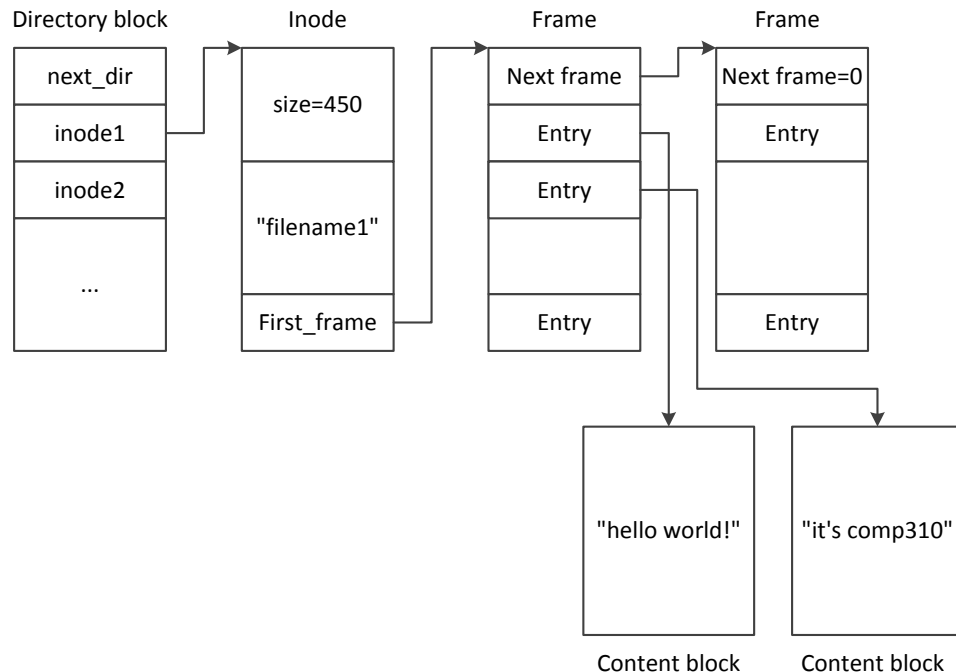 Directory block
Inode
Frame
Frame
next_dir
inode1
inode2
...
size=450
"filename1"
First_frame
Next frame
Entry
Entry
Entry
Next frame=0
Entry
Entry
"hello world!"
"it's comp310"
Content block
Content block